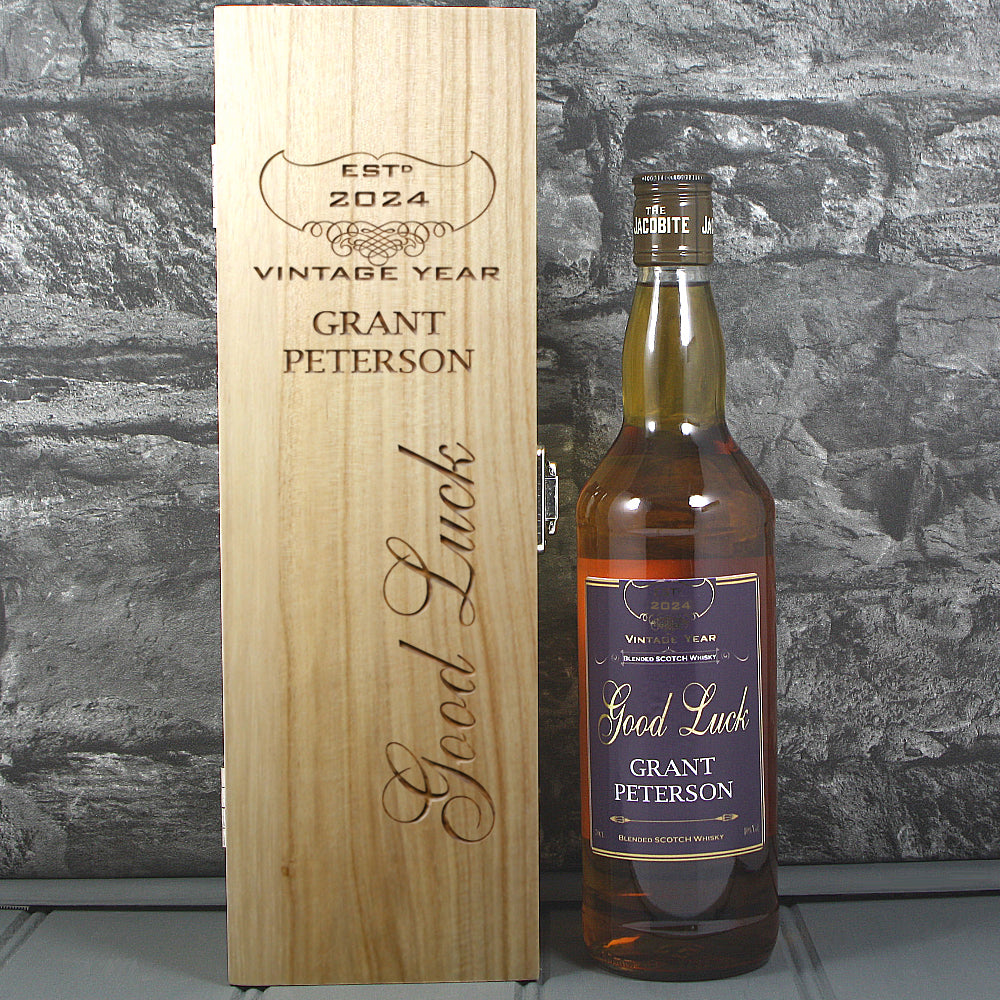 ESTD
2024
VINTAGE YEAR
GRANT
PETERSON
Good Luck
THE
JACOBITE
2024
VINTAGE YEAR
BLENDED SCOTCH WHISKY
Good Luck
GRANT
PETERSON
BLENDED SCOTCH WHISKY